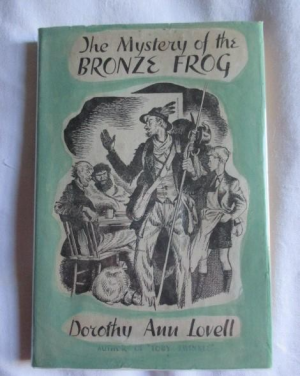 The Mystery of the
BRONZE FROG
Dorothy Ann Lovell